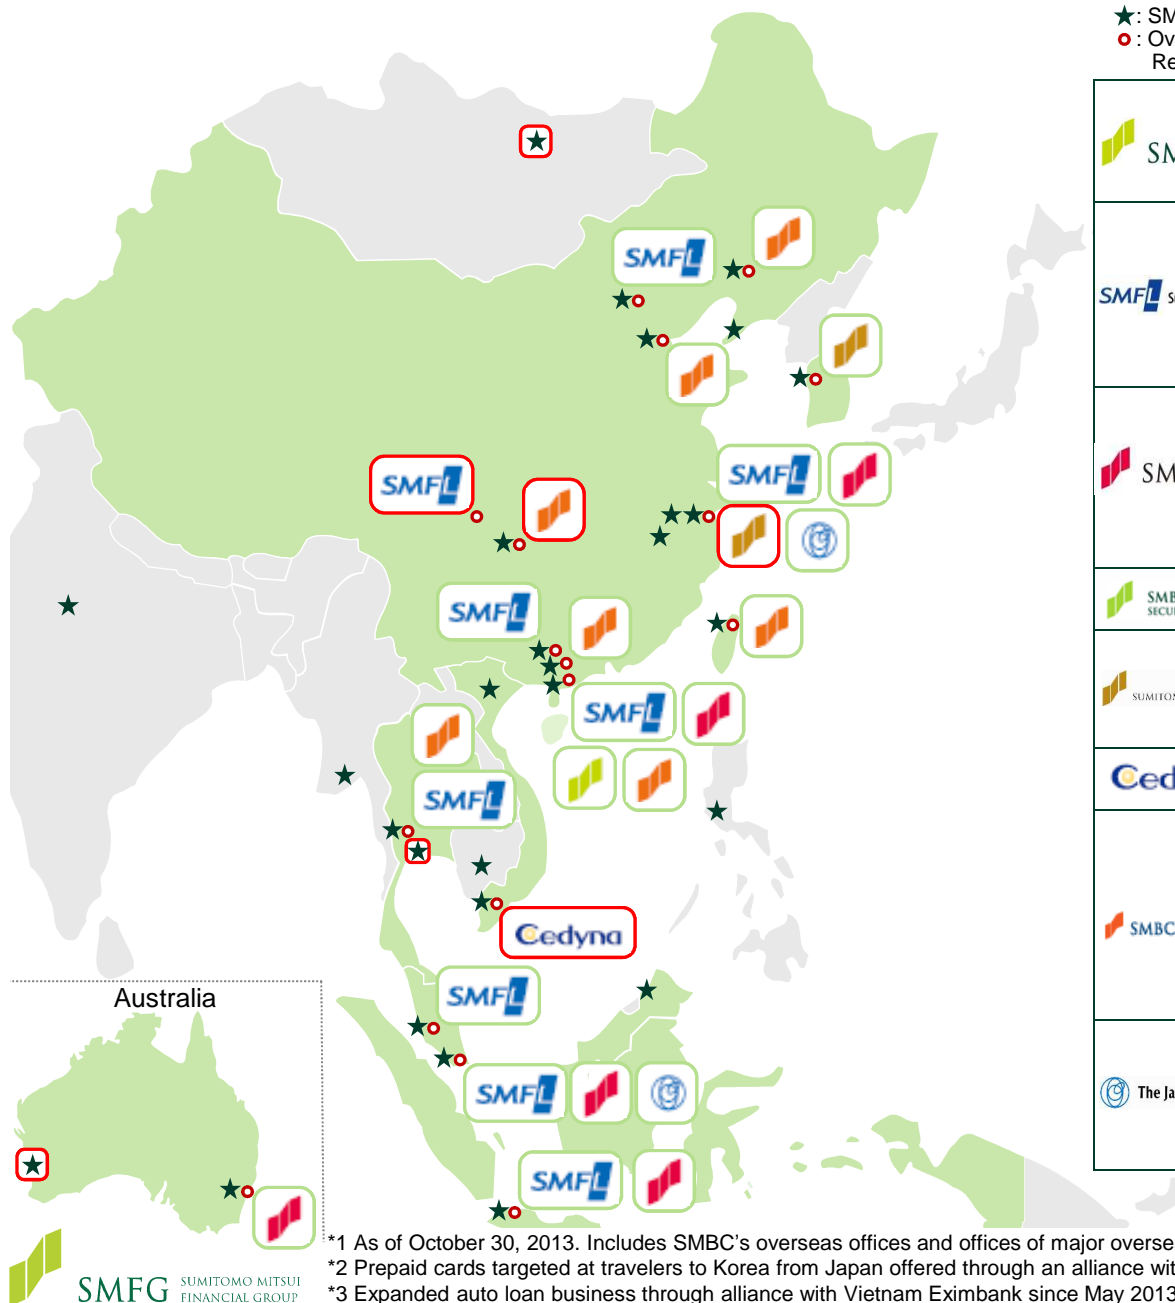 ★: SM
: Ov
Re
SM
SMFL
SMFL S
SMFL
SMFL
SM
SMFL
SMB
SECU
SMFL
SUMITOM
SMFL
Ced
Cedyna
SMBC
SMFL
Australia
SMFL
The Ja
SMFL
*1 As of October 30, 2013. Includes SMBC's overseas offices and offices of major overse
*2 Prepaid cards targeted at travelers to Korea from Japan offered through an alliance wit
*3 Expanded auto loan business through alliance with Vietnam Eximbank since May 2013
SMFG SUMITOMO MITSUI
FINANCIAL GROUP